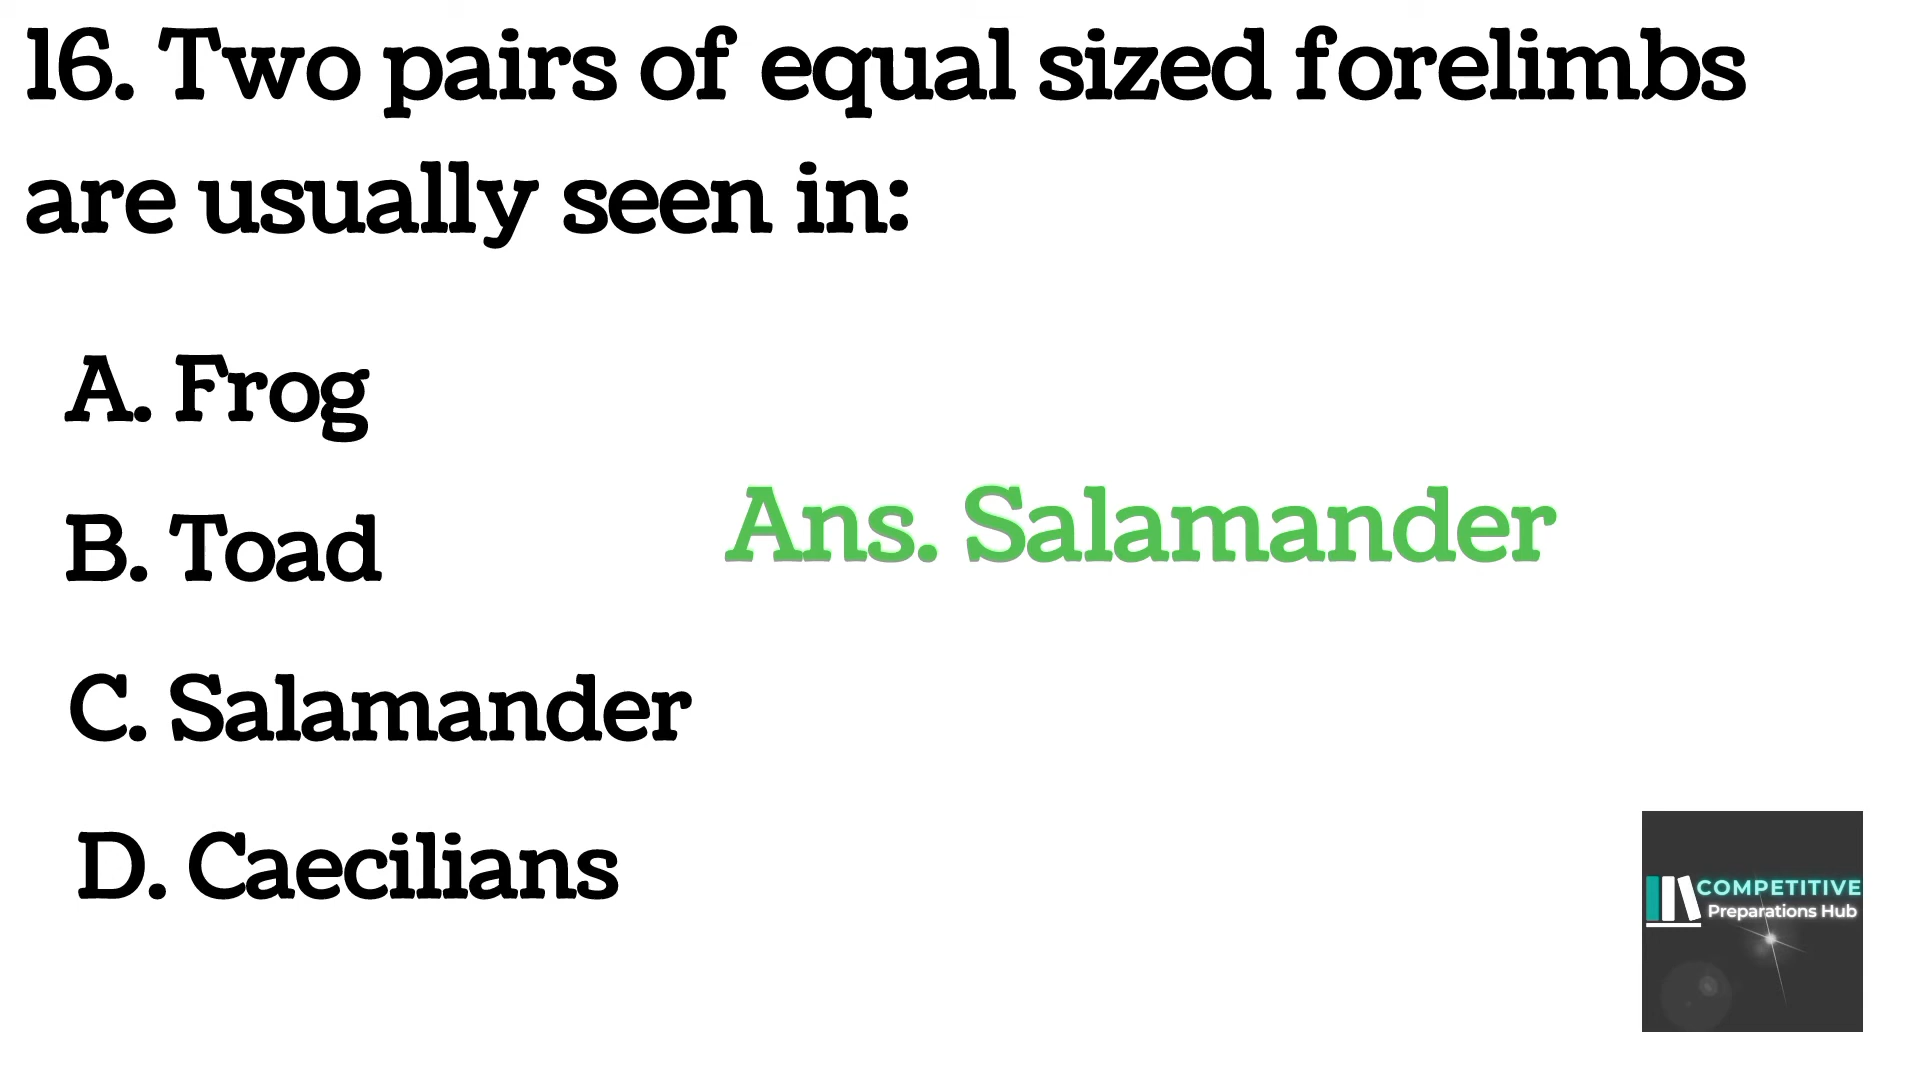 16. Two pairs of equal sized forelimbs
are usually seen in:
A. Frog
B. Toad
Ans. Salamander
C. Salamander
D. Caecilians
COMPETITIVE
Preparations Hub